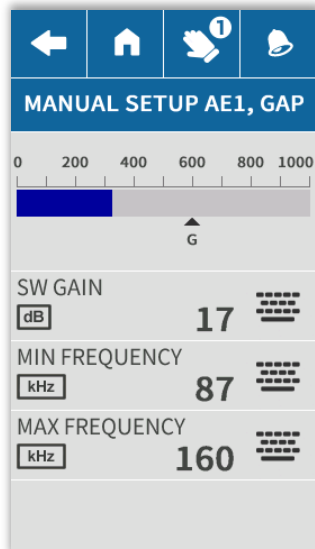 1
MANUAL SETUP AE1, GAP
0 200 400 600 800 1000
G
SW GAIN
dB 17
MIN FREQUENCY
kHz 87
MAX FREQUENCY
kHz 160